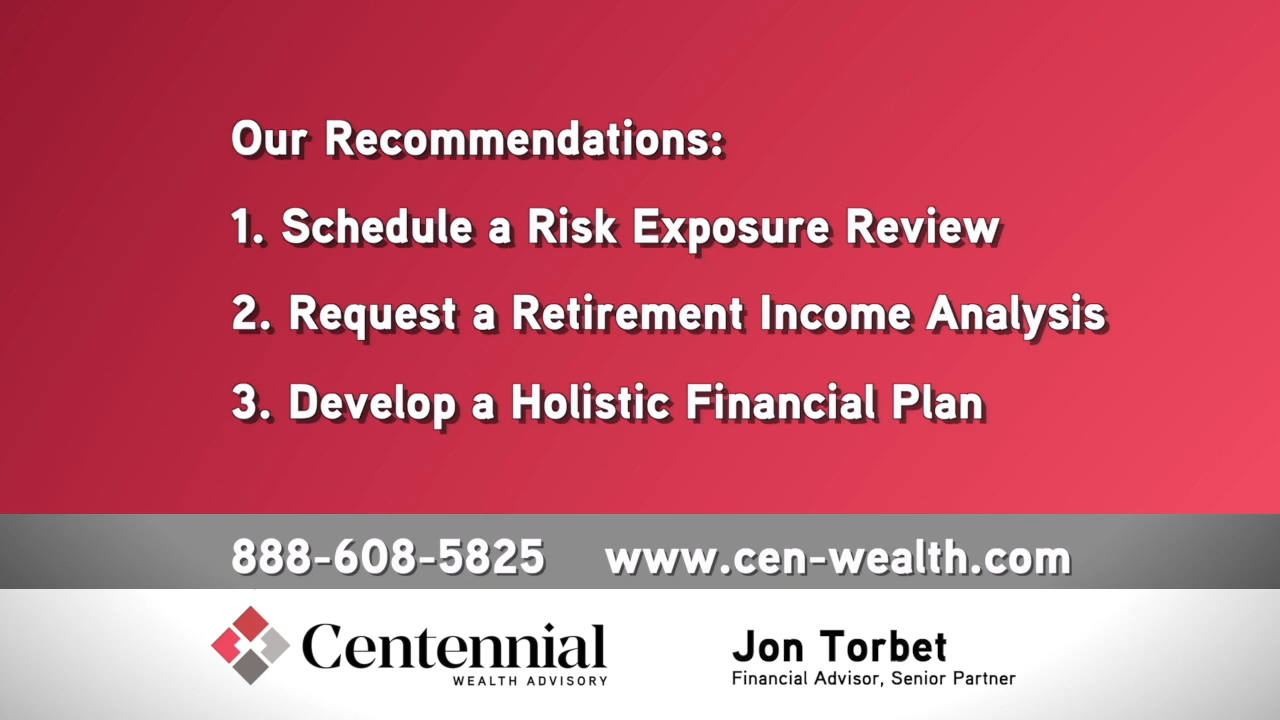 Our Recommendations:
1. Schedule a Risk Exposure Review
2. Request a Retirement Income Analysis
3. Develop a Holistic Financial Plan
888-608-5825 www.cen-wealth.com
Centennial
WEALTH ADVISORY
Jon Torbet
Financial Advisor, Senior Partner